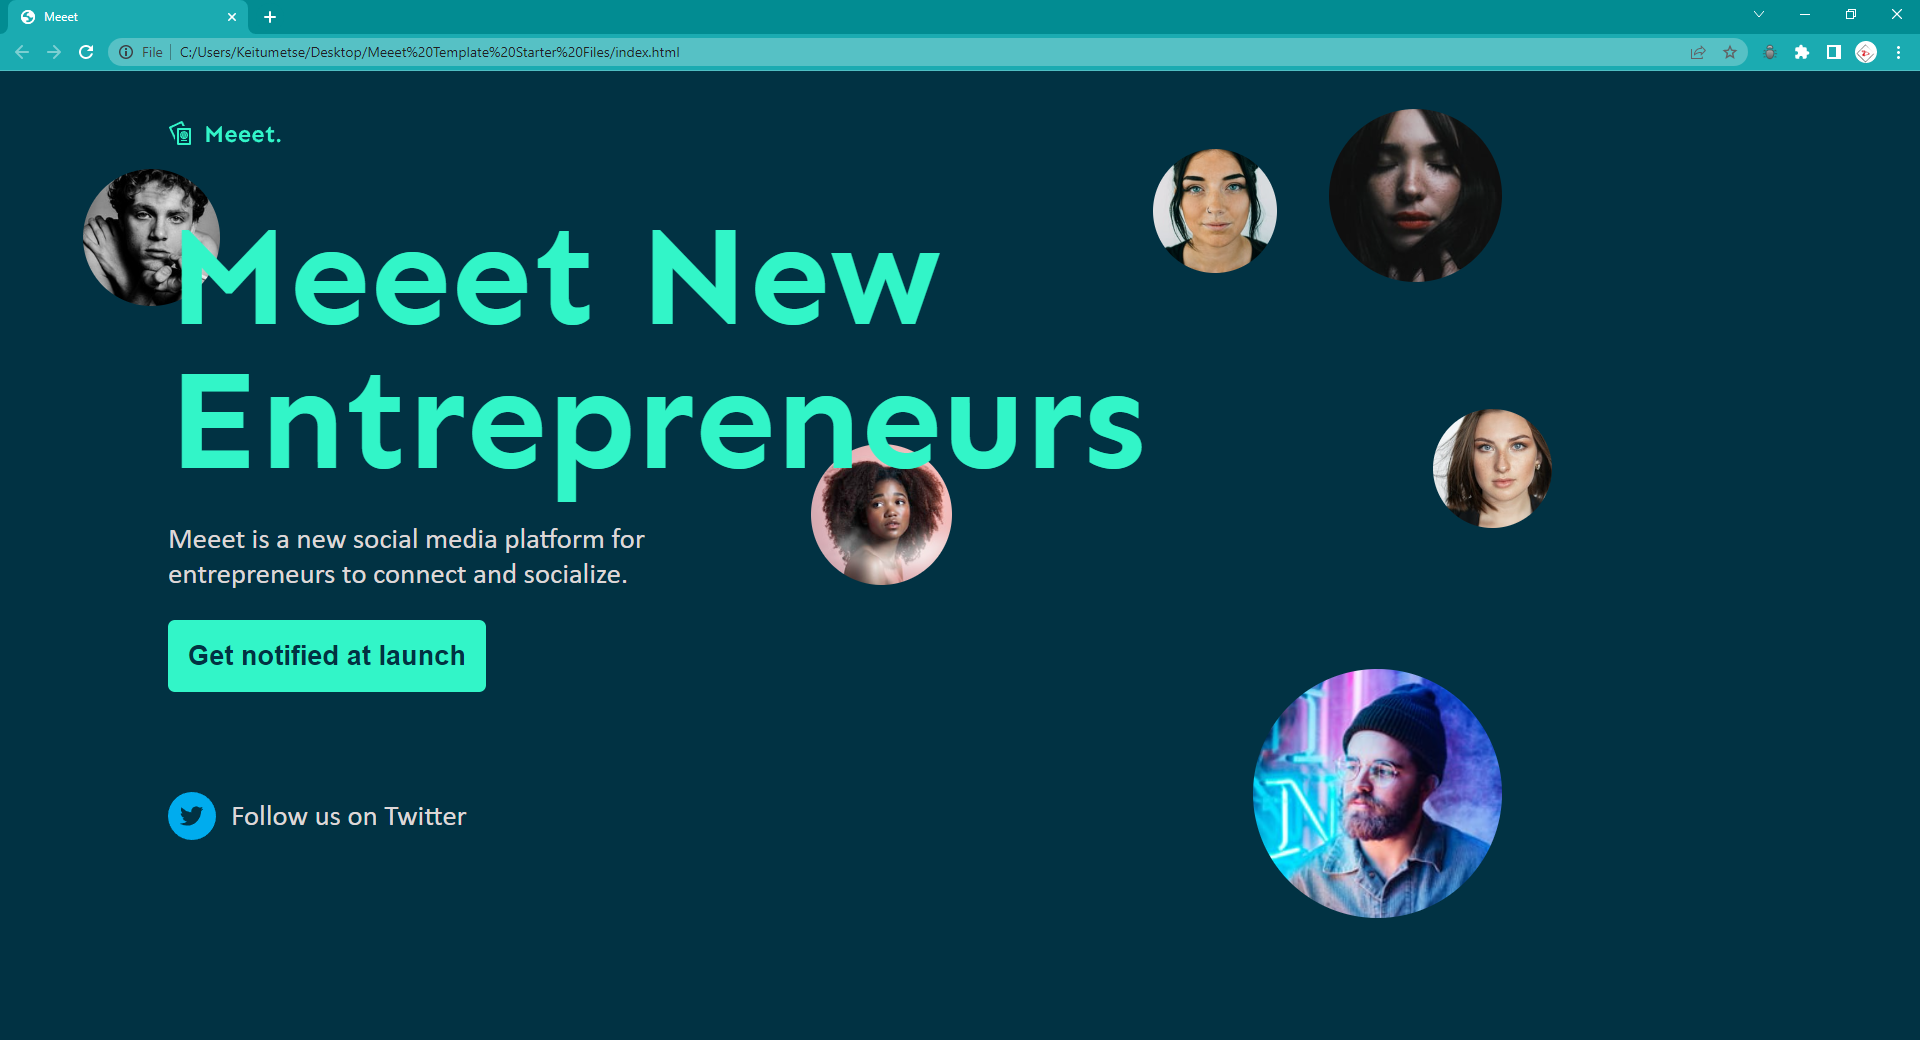 Meeet
File
C:/Users/Keitumetse/Desktop/Meeet%20Template%20Starter%20Files/index.html
Meeet.
Meeet New
Entrepreneurs
Meeet is a new social media platform for
entrepreneurs to connect and socialize.
Get notified at launch
Follow us on Twitter